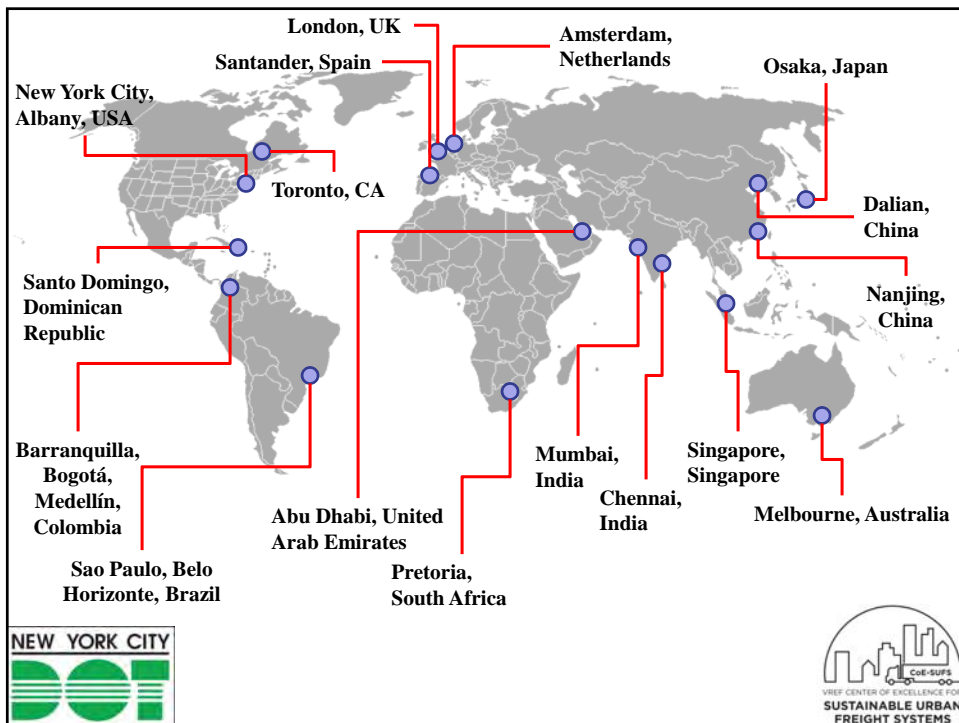 London, UK
Amsterdam,
Netherlands
Santander, Spain
Osaka, Japan
New York City,
Albany, USA
Toronto, CA
Dalian,
China
Santo Domingo,
Dominican
Republic
Nanjing,
China
Barranquilla,
Bogotá,
Medellín,
Colombia
Mumbai,
India
Singapore,
Singapore
Chennai,
India
Abu Dhabi, United
Arab Emirates
Melbourne, Australia
Sao Paulo, Belo
Horizonte, Brazil
Pretoria,
South Africa
NEW YORK CITY
DOT
CoE-SUFS
VREF CENTER OF EXCELLENCE FOR
SUSTAINABLE URBAN
FREIGHT SYSTEMS